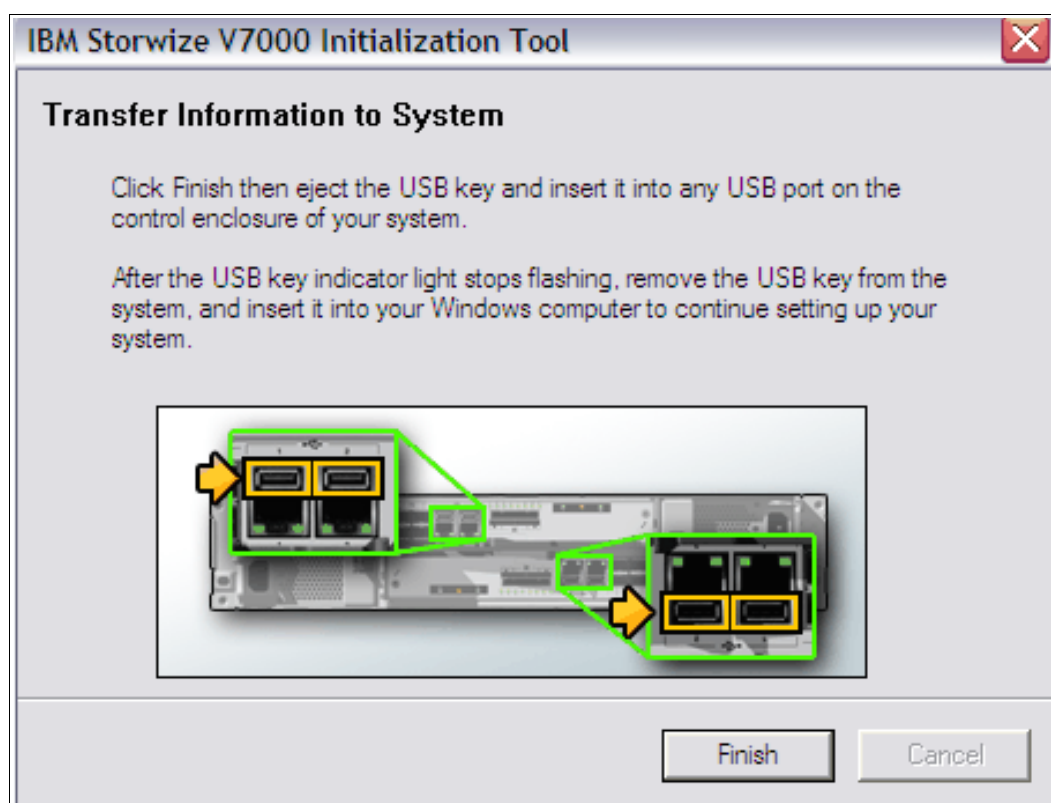 IBM Storwize V7000 Initialization Tool
Transfer Information to System
Click Finish then eject the USB key and insert it into any USB port on the
control enclosure of your system.
After the USB key indicator light stops flashing, remove the USB key from the
system, and insert it into your Windows computer to continue setting up your
system.
Finish
Cancel